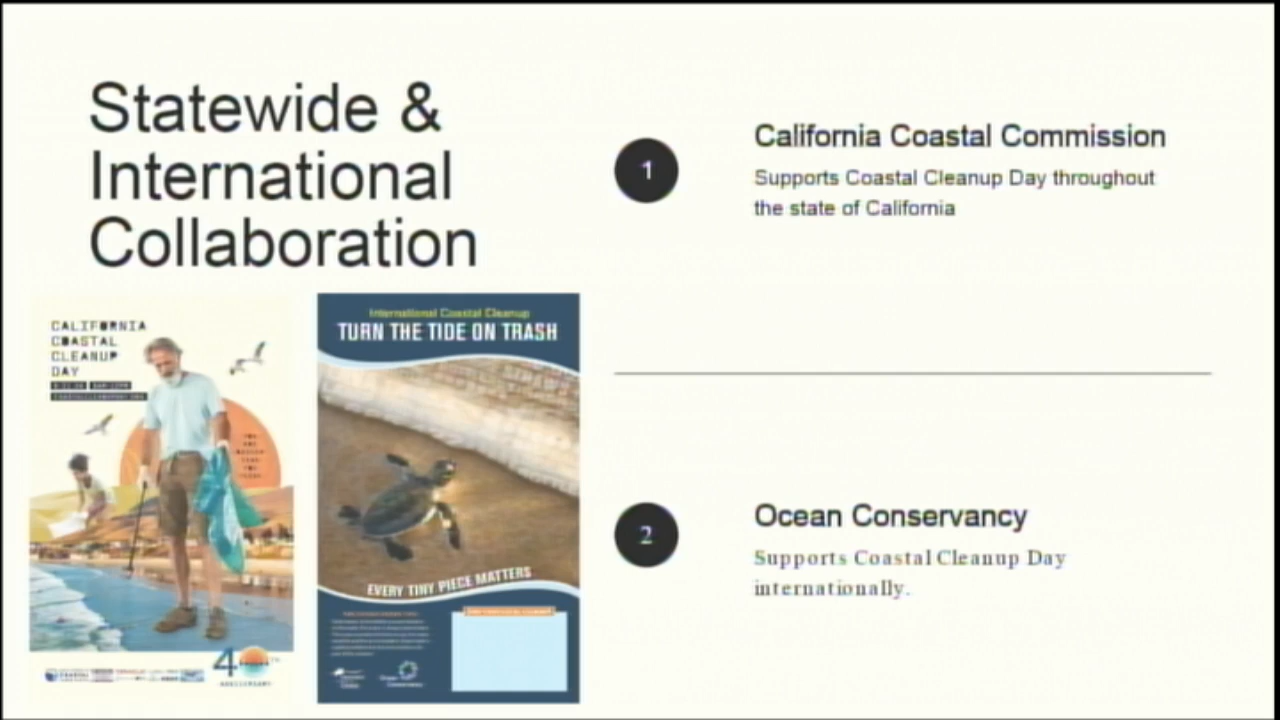 Statewide &
International
Collaboration
1
California Coastal Commission
Supports Coastal Cleanup Day throughout
the state of California
2
Ocean Conservancy
Supports Coastal Cleanup Day
internationally.
CALIFORNIA
COASTAL
CLEANUP
DAY
40
ANNIVERSARY
International Coastal Cleanup
TURN THE TIDE ON TRASH
EVERY TINY PIECE MATTERS